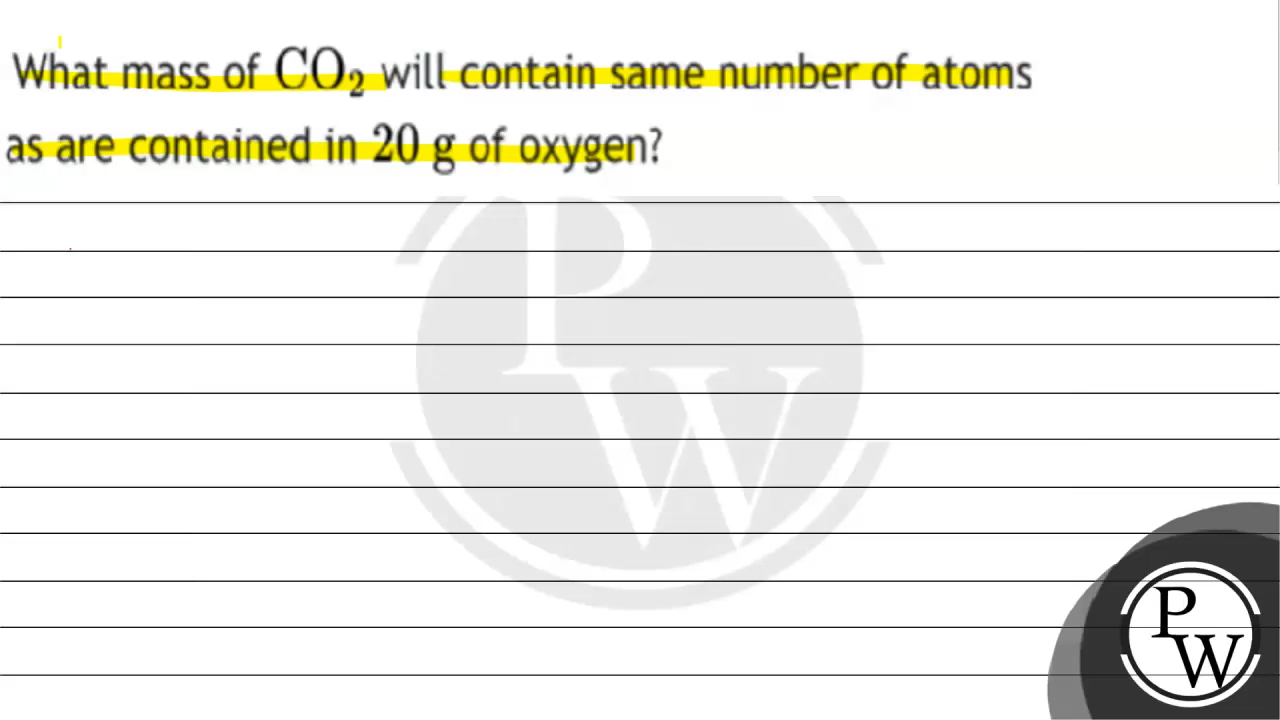 What mass of CO₂ will contain same number of atoms
as are contained in 20 g of oxygen?
P
W
P
W